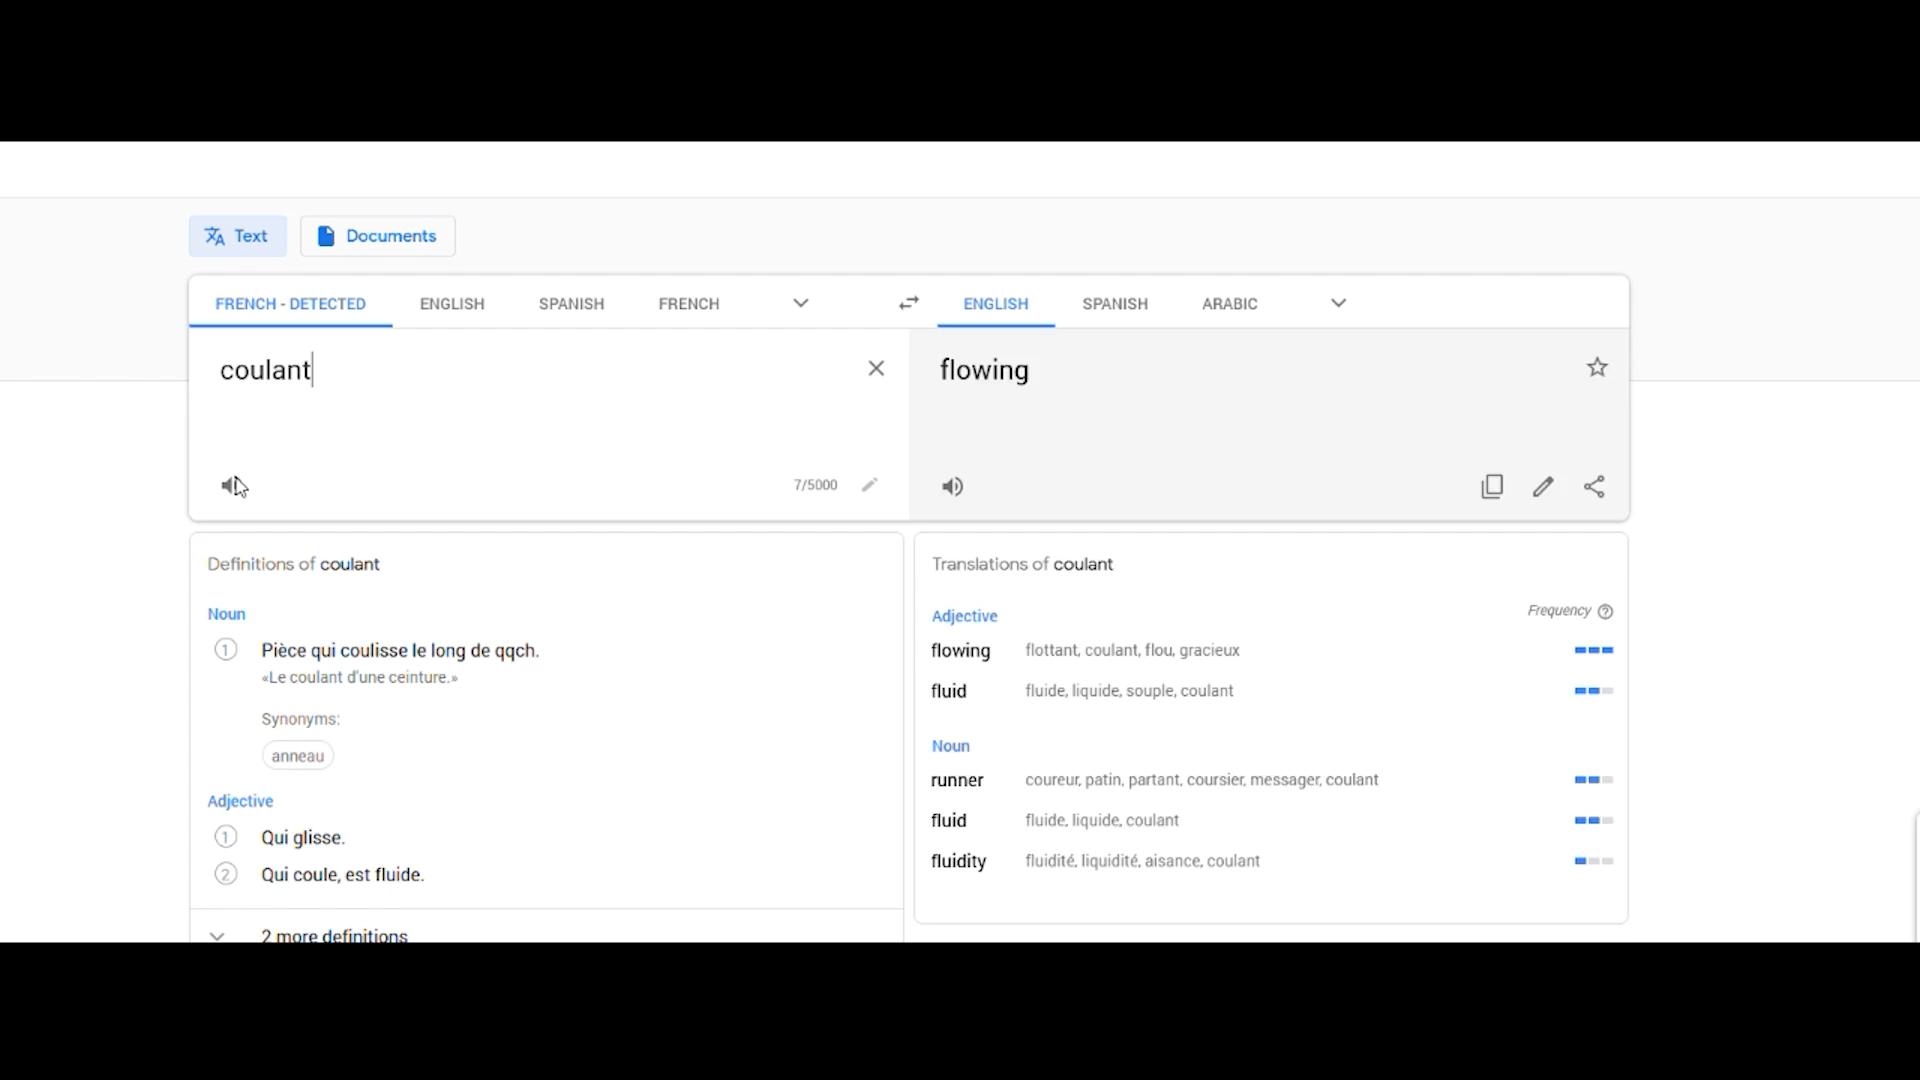 Text Documents
FRENCH - DETECTED ENGLISH SPANISH FRENCH ENGLISH SPANISH ARABIC
coulant
flowing
7/5000
Definitions of coulant
Noun
1 Pièce qui coulisse le long de qqch.
«Le coulant d'une ceinture.»
Synonyms:
anneau
Adjective
1 Qui glisse.
2 Qui coule, est fluide.
2 more definitions
Translations of coulant
Adjective Frequency
flowing flottant, coulant, flou, gracieux
fluid fluide, liquide, souple, coulant
Noun
runner coureur, patin, partant, coursier, messager, coulant
fluid fluide, liquide, coulant
fluidity fluidité, liquidité, aisance, coulant